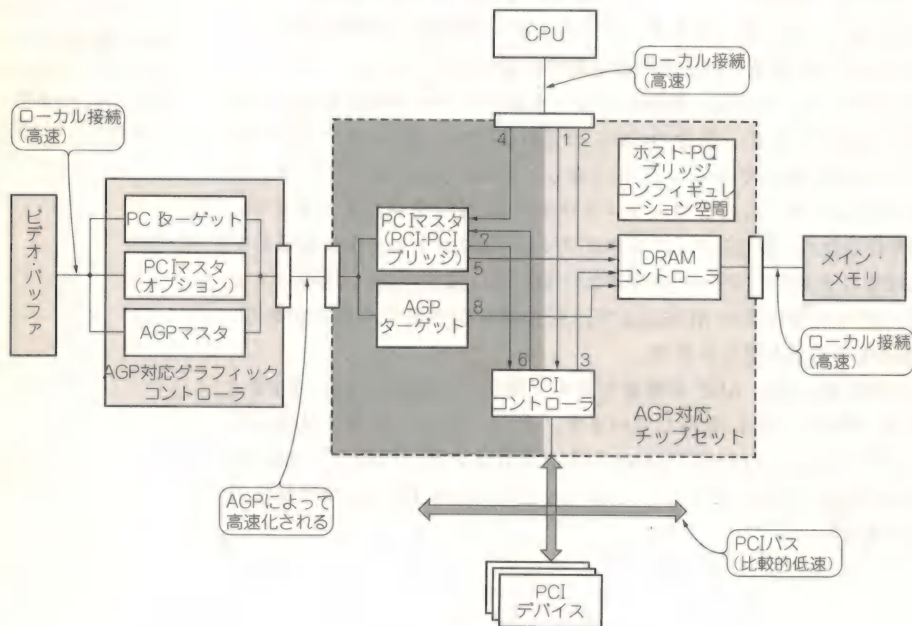 CPU
ローカル接続
(高速)
ローカル接続
(高速)
4
1
2
ホスト-PCI
ブリッジ
コンフィギュレ
ーション空間
ビデオ・バッファ
PCIターゲット
PCIマスタ
(オプション)
AGPマスタ
AGP対応グラフィック
コントローラ
PCIマスタ
(PCI-PCI
ブリッジ)
7
5
AGP
ターゲット
8
DRAM
コントローラ
メイン・
メモリ
ローカル接続
(高速)
6
3
PCI
コントローラ
AGP対応
チップセット
AGPによって
高速化される
PCIバス
(比較的低速)
PCI
デバイス